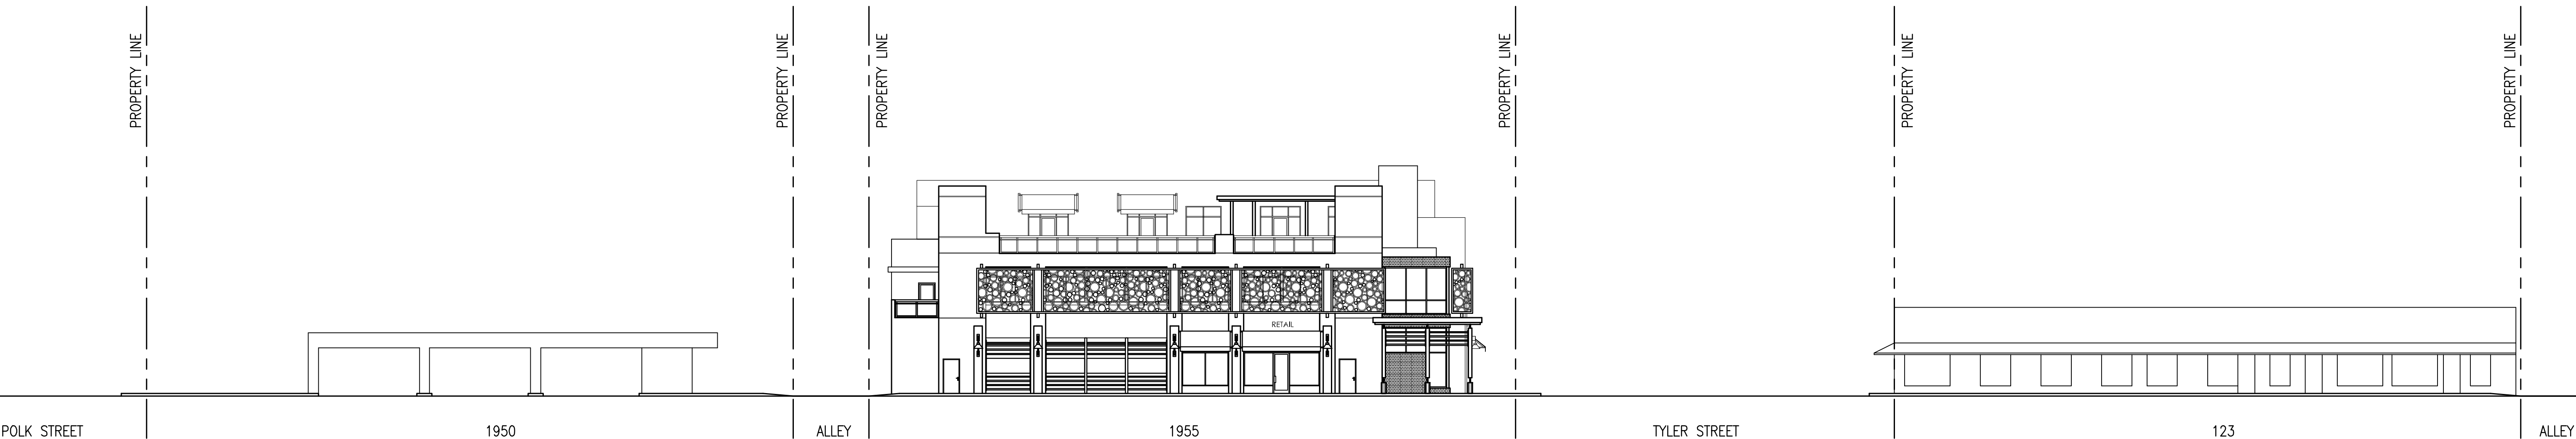 PROPERTY LINE
PROPERTY LINE
PROPERTY LINE
PROPERTY LINE
PROPERTY LINE
PROPERTY LINE
RETAIL
POLK STREET
1950
ALLEY
1955
TYLER STREET
123
ALLEY